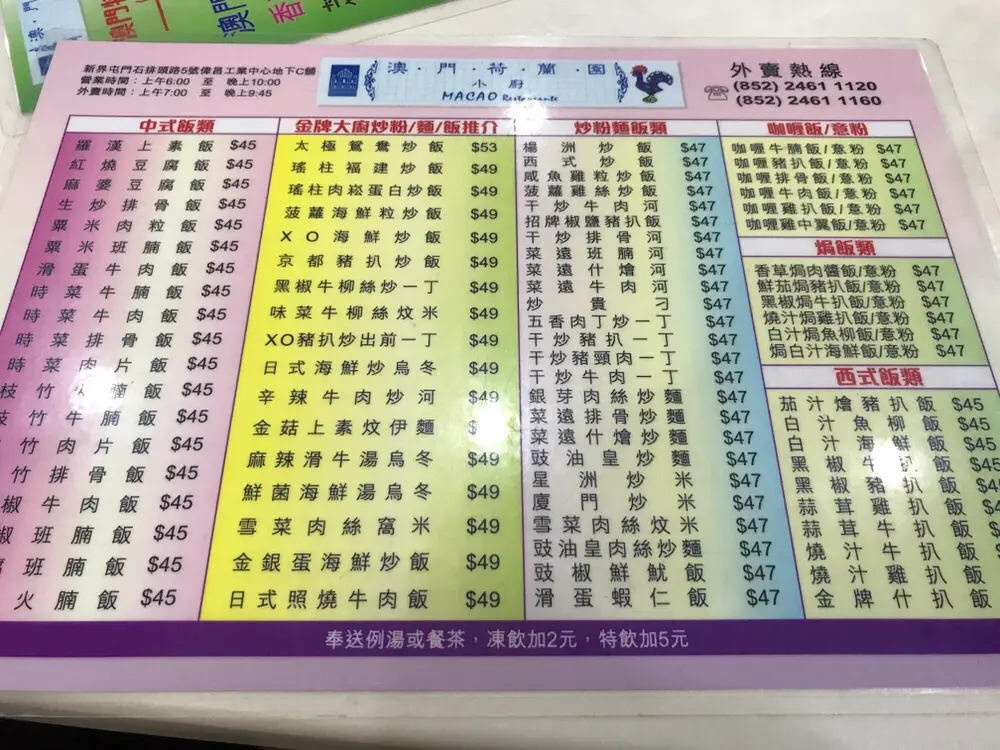 澳門
香
新界屯門石排頭路5號偉昌工業中心地下C舖
營業時間：上午6:00 至 晚上10:00
外賣時間：上午7:00 至 晚上9:45
澳·門·荷·蘭·園
小廚
MACAO Restaurante
外賣熱線
(852) 2461 1120
(852) 2461 1160
中式飯類
羅漢上素飯 $45
紅燒豆腐飯 $45
麻婆豆腐飯 $45
生炒排骨飯 $45
粟米肉粒飯 $45
粟米班腩飯 $45
滑蛋牛肉飯 $45
時菜牛腩飯 $45
時菜牛肉飯 $45
時菜排骨飯 $45
時菜肉片飯 $45
枝竹火腩飯 $45
枝竹牛腩飯 $45
竹肉片飯 $45
竹排骨飯 $45
椒牛肉飯 $45
椒班腩飯 $45
班腩飯 $45
火腩飯 $45
金牌大廚炒粉/麵/飯推介
太極鴛鴦炒飯 $53
瑤柱福建炒飯 $49
瑤柱肉崧蛋白炒飯 $49
菠蘿海鮮粒炒飯 $49
XO海鮮炒飯 $49
京都豬扒炒飯 $49
黑椒牛柳絲炒一丁 $49
味菜牛柳絲炆米 $49
XO豬扒炒出前一丁 $49
日式海鮮炒烏冬 $49
辛辣牛肉炒河 $49
金菇上素炆伊麵
麻辣滑牛湯烏冬 $49
鮮菌海鮮湯烏冬 $49
雪菜肉絲窩米 $49
金銀蛋海鮮炒飯 $49
日式照燒牛肉飯 $49
炒粉麵飯類
楊洲炒飯 $47
西式炒飯 $47
咸魚雞粒炒飯 $47
菠蘿雞絲炒飯 $47
干炒牛肉河 $47
招牌椒鹽豬扒飯 $47
干炒排骨河 $47
菜遠班腩河 $47
菜遠什燴河 $47
菜遠牛肉河 $47
炒貴刁 $47
五香肉丁炒一丁 $47
干炒豬扒一丁 $47
干炒豬頸肉一丁 $47
干炒牛肉一丁 $47
銀芽肉絲炒麵 $47
菜遠排骨炒麵 $47
菜遠什燴炒麵 $47
豉油皇炒麵 $47
星洲炒米 $47
廈門炒米 $47
雪菜肉絲炆米 $47
豉油皇肉絲炒麵 $47
豉椒鮮魷飯 $47
滑蛋蝦仁飯 $47
咖喱飯/意粉
咖喱牛腩飯/意粉 $47
咖喱豬扒飯/意粉 $47
咖喱排骨飯/意粉 $47
咖喱牛肉飯/意粉 $47
咖喱雞扒飯/意粉 $47
咖喱雞中翼飯/意粉 $47
焗飯類
香草焗肉醬飯/意粉 $47
鮮茄焗豬扒飯/意粉 $47
黑椒焗牛扒飯/意粉 $47
燒汁焗雞扒飯/意粉 $47
白汁焗魚柳飯/意粉 $47
焗白汁海鮮飯/意粉 $47
西式飯類
茄汁燴豬扒飯 $45
白汁魚柳飯 $45
白汁海鮮飯 $45
黑椒牛扒飯 $45
黑椒豬扒飯
蒜茸雞扒飯
蒜茸牛扒飯
燒汁牛扒飯
燒汁雞扒飯
金牌什扒飯
奉送例湯或餐茶，凍飲加2元，特飲加5元